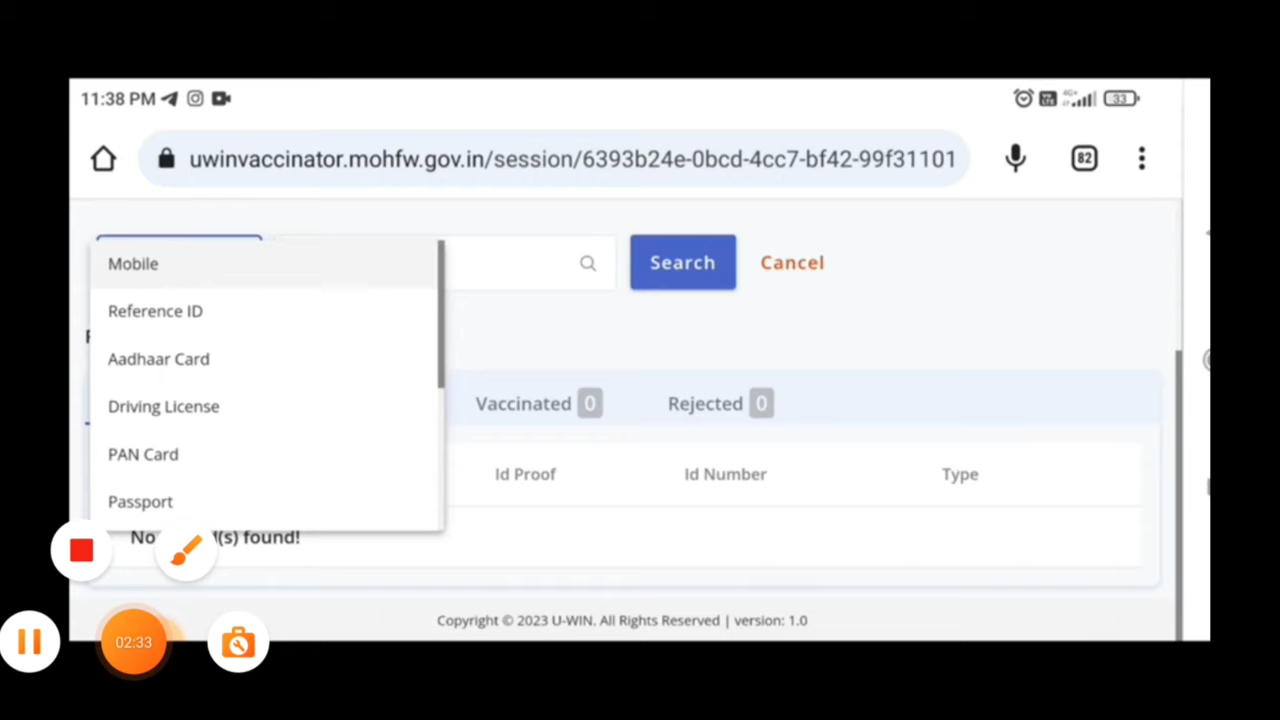 11:38 PM
4G+
33
uwinvaccinator.mohfw.gov.in/session/6393b24e-0bcd-4cc7-bf42-99f31101
82
Mobile
Search
Cancel
Reference ID
Aadhaar Card
Driving License
Vaccinated 0
Rejected 0
PAN Card
Id Proof
Id Number
Type
Passport
No (s) found!
Copyright © 2023 U-WIN. All Rights Reserved | version: 1.0
02:33